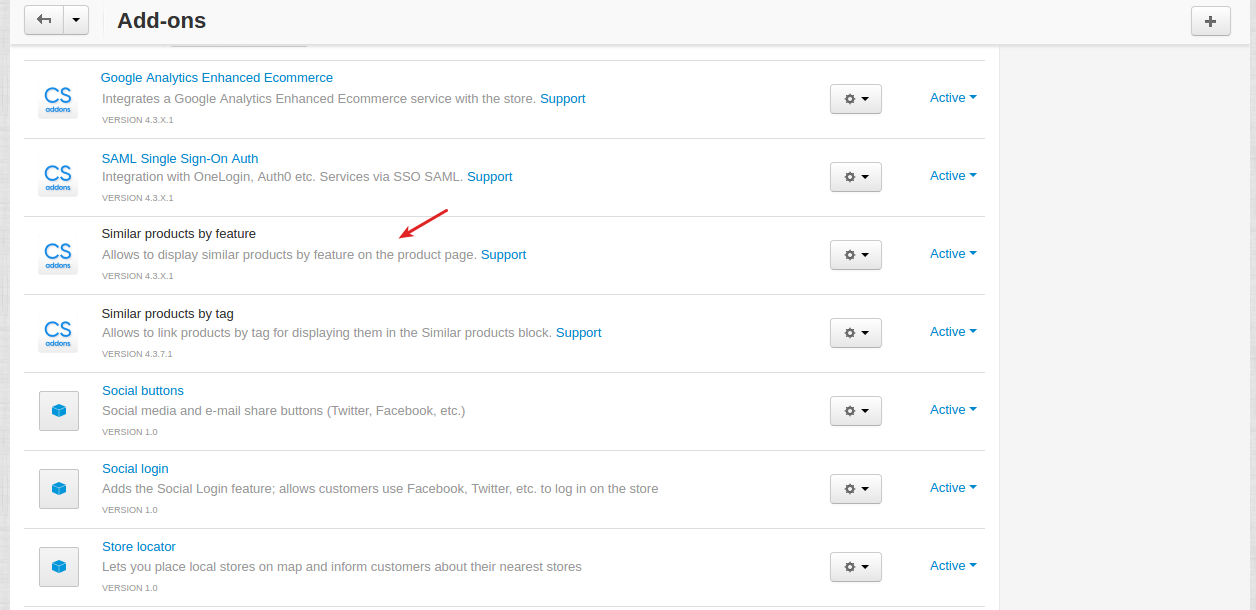 Add-ons
CS
addons
Google Analytics Enhanced Ecommerce
Integrates a Google Analytics Enhanced Ecommerce service with the store. Support
VERSION 4.3.X.1
Active
CS
addons
SAML Single Sign-On Auth
Integration with OneLogin, Auth0 etc. Services via SSO SAML. Support
VERSION 4.3.X.1
Active
CS
addons
Similar products by feature
Allows to display similar products by feature on the product page. Support
VERSION 4.3.X.1
Active
CS
addons
Similar products by tag
Allows to link products by tag for displaying them in the Similar products block. Support
VERSION 4.3.7.1
Active
Social buttons
Social media and e-mail share buttons (Twitter, Facebook, etc.)
VERSION 1.0
Active
Social login
Adds the Social Login feature; allows customers use Facebook, Twitter, etc. to log in on the store
VERSION 1.0
Active
Store locator
Lets you place local stores on map and inform customers about their nearest stores
VERSION 1.0
Active